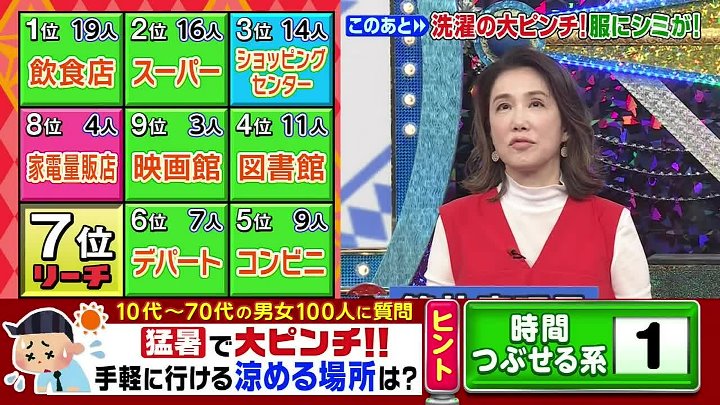 1位 19人
飲食店
2位 16人
スーパー
3位 14人
ショッピング
センター
8位 4人
家電量販店
9位 3人
映画館
4位 11人
図書館
7位
リーチ
6位 7人
デパート
5位 9人
コンビニ
このあと
洗濯の大ピンチ!服にシミが!
10代～70代の男女100人に質問
猛暑で大ピンチ!!
手軽に行ける涼める場所は?
ヒント
時間
つぶせる系
1